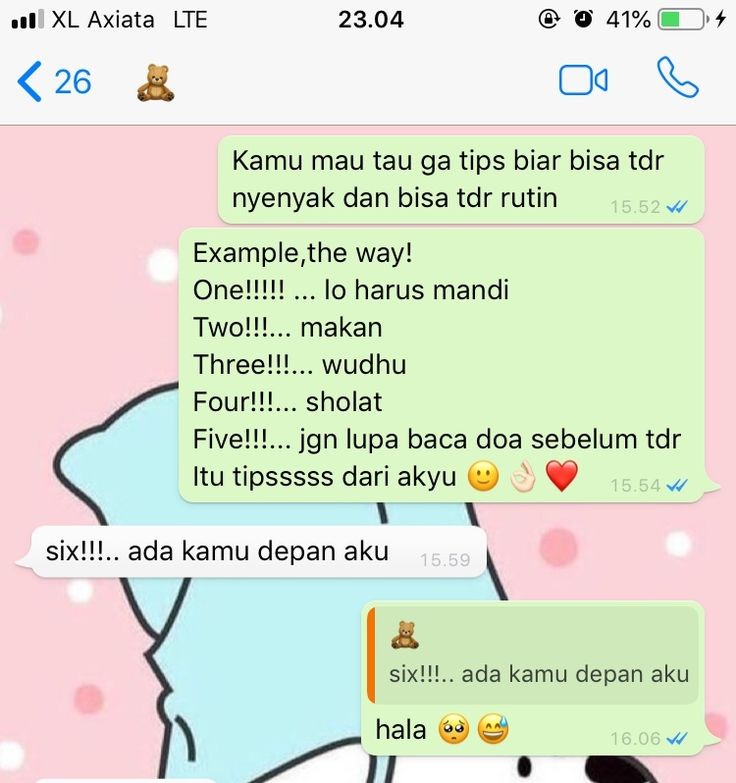 XL Axiata LTE 23.04 41%
26 🧸
Kamu mau tau ga tips biar bisa tdr
nyenyak dan bisa tdr rutin 15.52
Example,the way!
One!!!!! ... lo harus mandi
Two!!!... makan
Three!!!... wudhu
Four!!!... sholat
Five!!!... jgn lupa baca doa sebelum tdr
Itu tipsssss dari akyu 🙂👌🏻❤️ 15.54
six!!!.. ada kamu depan aku 15.59
🧸
six!!!.. ada kamu depan aku
hala 🥺😅 16.06